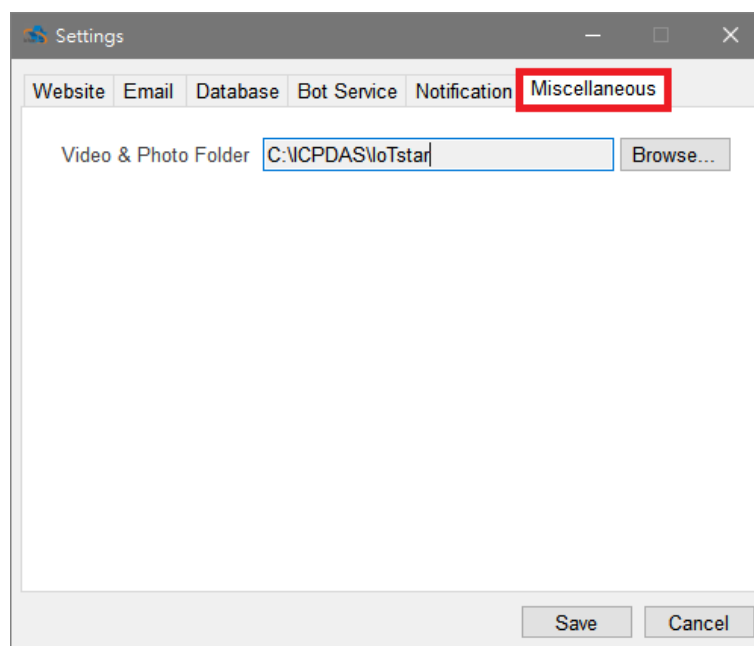 Settings
Website Email Database Bot Service Notification Miscellaneous
Video & Photo Folder C:\ICPDAS\IoTstar Browse...
Save Cancel